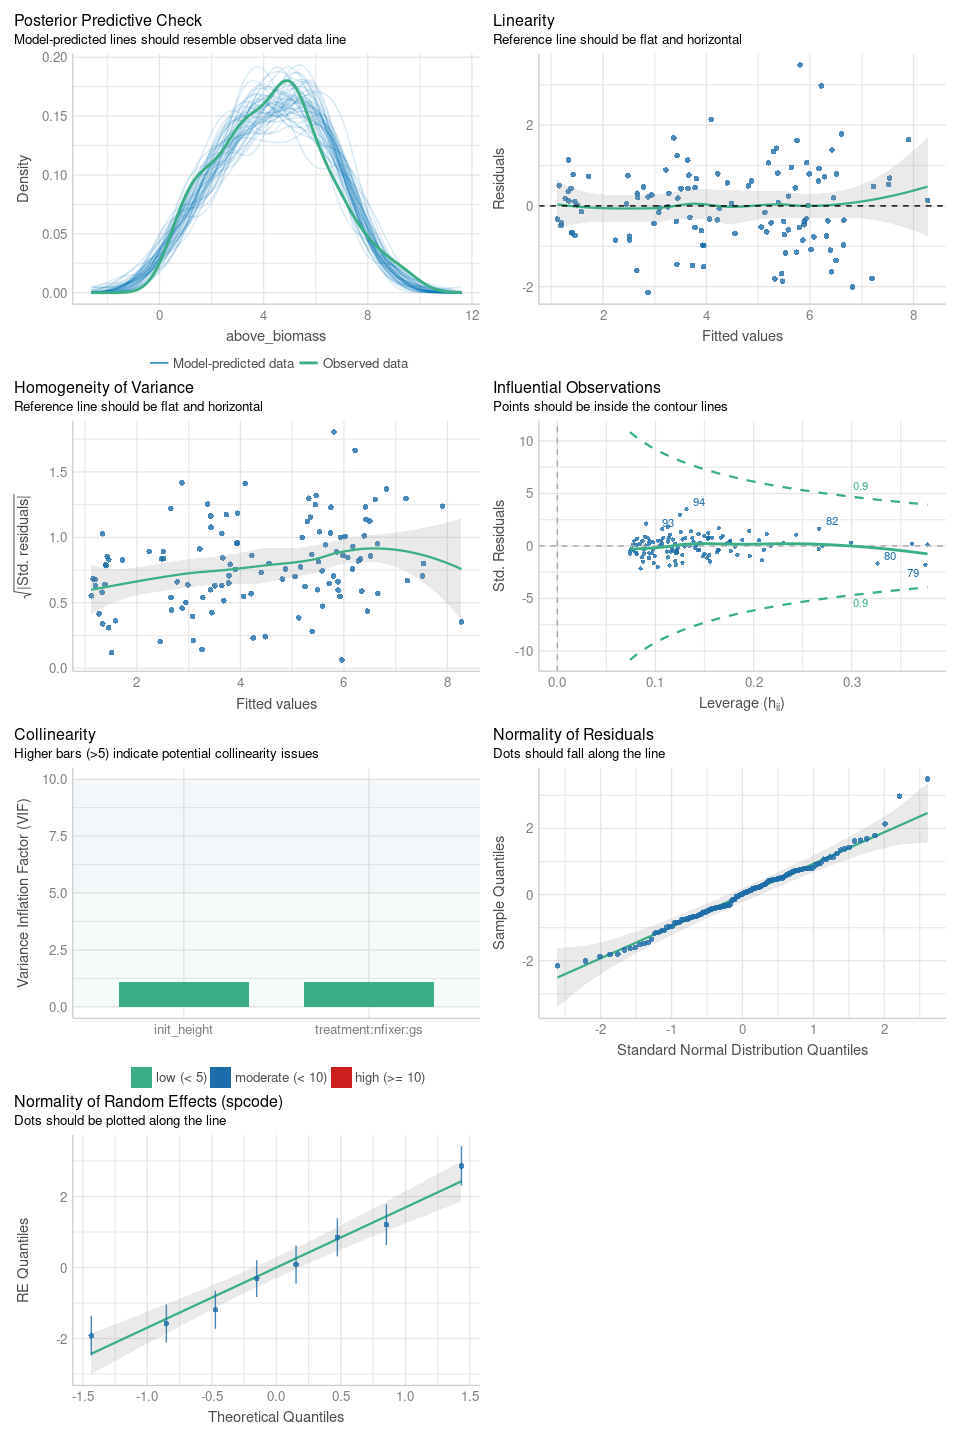 Posterior Predictive Check
Model-predicted lines should resemble observed data line
0.20
0.15
0.10
0.05
0.00
Density
0
4
8
12
above_biomass
Model-predicted data
Observed data
Linearity
Reference line should be flat and horizontal
2
0
-2
Residuals
2
4
6
8
Fitted values
Homogeneity of Variance
Reference line should be flat and horizontal
1.5
1.0
0.5
0.0
√|Std. residuals|
2
4
6
8
Fitted values
Influential Observations
Points should be inside the contour lines
10
5
0
-5
-10
Std. Residuals
0.9
94
93
82
80
79
0.9
0.0
0.1
0.2
0.3
Leverage (hii)
Collinearity
Higher bars (>5) indicate potential collinearity issues
10.0
7.5
5.0
2.5
0.0
Variance Inflation Factor (VIF)
init_height
treatment:nfixer:gs
low (< 5)
moderate (< 10)
high (>= 10)
Normality of Residuals
Dots should fall along the line
2
0
-2
Sample Quantiles
-2
-1
0
1
2
Standard Normal Distribution Quantiles
Normality of Random Effects (spcode)
Dots should be plotted along the line
2
0
-2
RE Quantiles
-1.5
-1.0
-0.5
0.0
0.5
1.0
1.5
Theoretical Quantiles